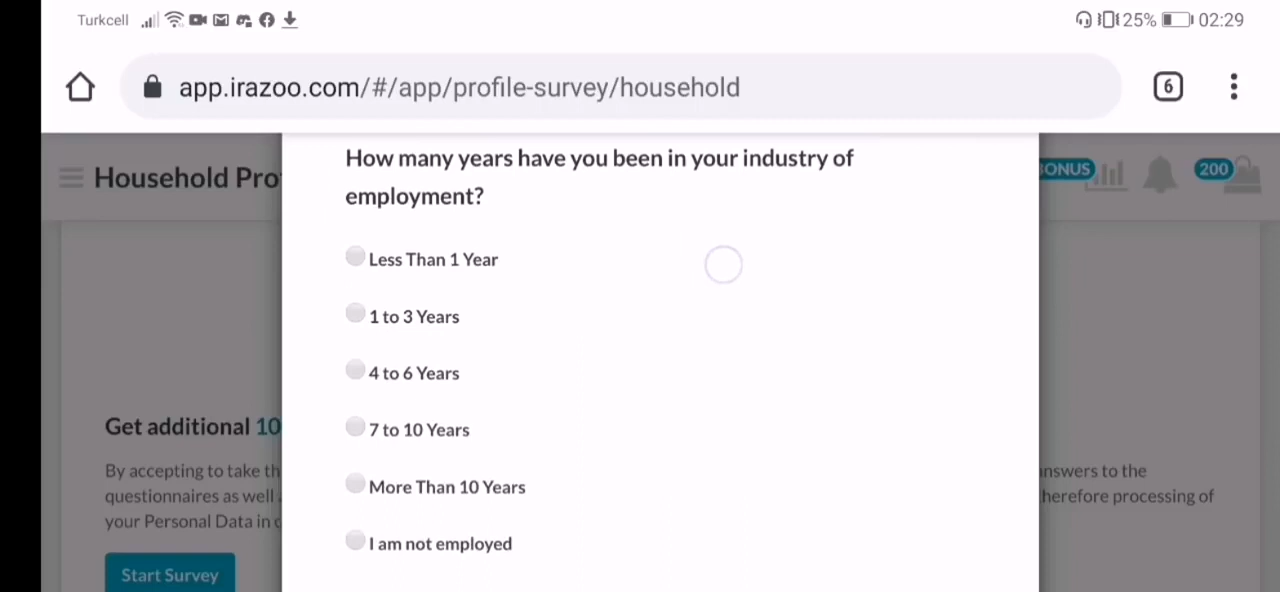 Turkcell 25% 02:29
app.irazoo.com/#/app/profile-survey/household 6
Household Pro BONUS 200
How many years have you been in your industry of
employment?
Less Than 1 Year
1 to 3 Years
4 to 6 Years
7 to 10 Years
More Than 10 Years
I am not employed
Get additional 10
By accepting to take th
questionnaires as well
your Personal Data in
Start Survey
answers to the
herefore processing of